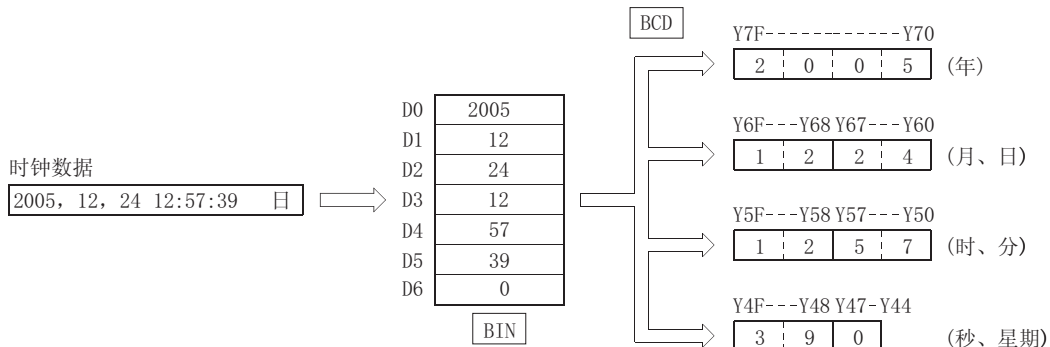 时钟数据
2005, 12, 24 12:57:39 日
D0 2005
D1 12
D2 24
D3 12
D4 57
D5 39
D6 0
BIN
BCD
Y7F------------Y70
2 0 0 5 (年)
Y6F---Y68 Y67---Y60
1 2 2 4 (月、日)
Y5F---Y58 Y57---Y50
1 2 5 7 (时、分)
Y4F---Y48 Y47-Y44
3 9 0 (秒、星期)